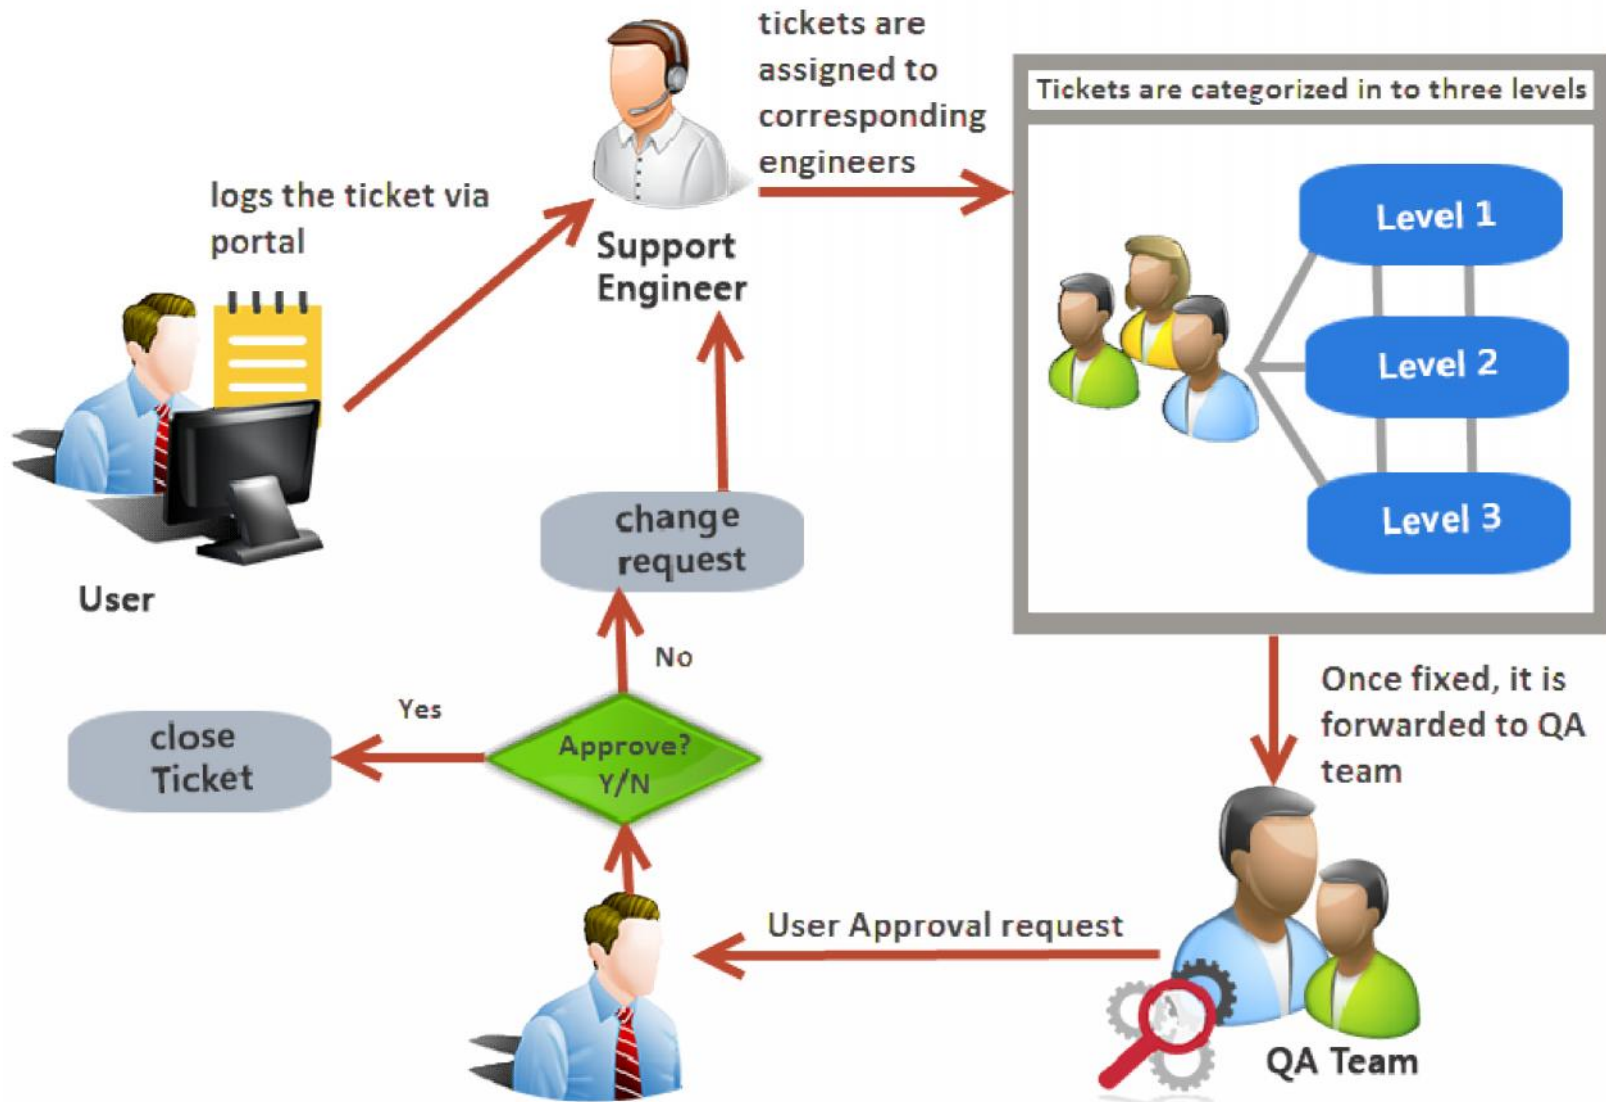 tickets are
assigned to
corresponding
engineers
Tickets are categorized in to three levels
logs the ticket via
portal
Support
Engineer
Level 1
Level 2
Level 3
change
request
User
No
Yes
Once fixed, it is
forwarded to QA
team
close
Ticket
Approve?
Y/N
User Approval request
QA Team